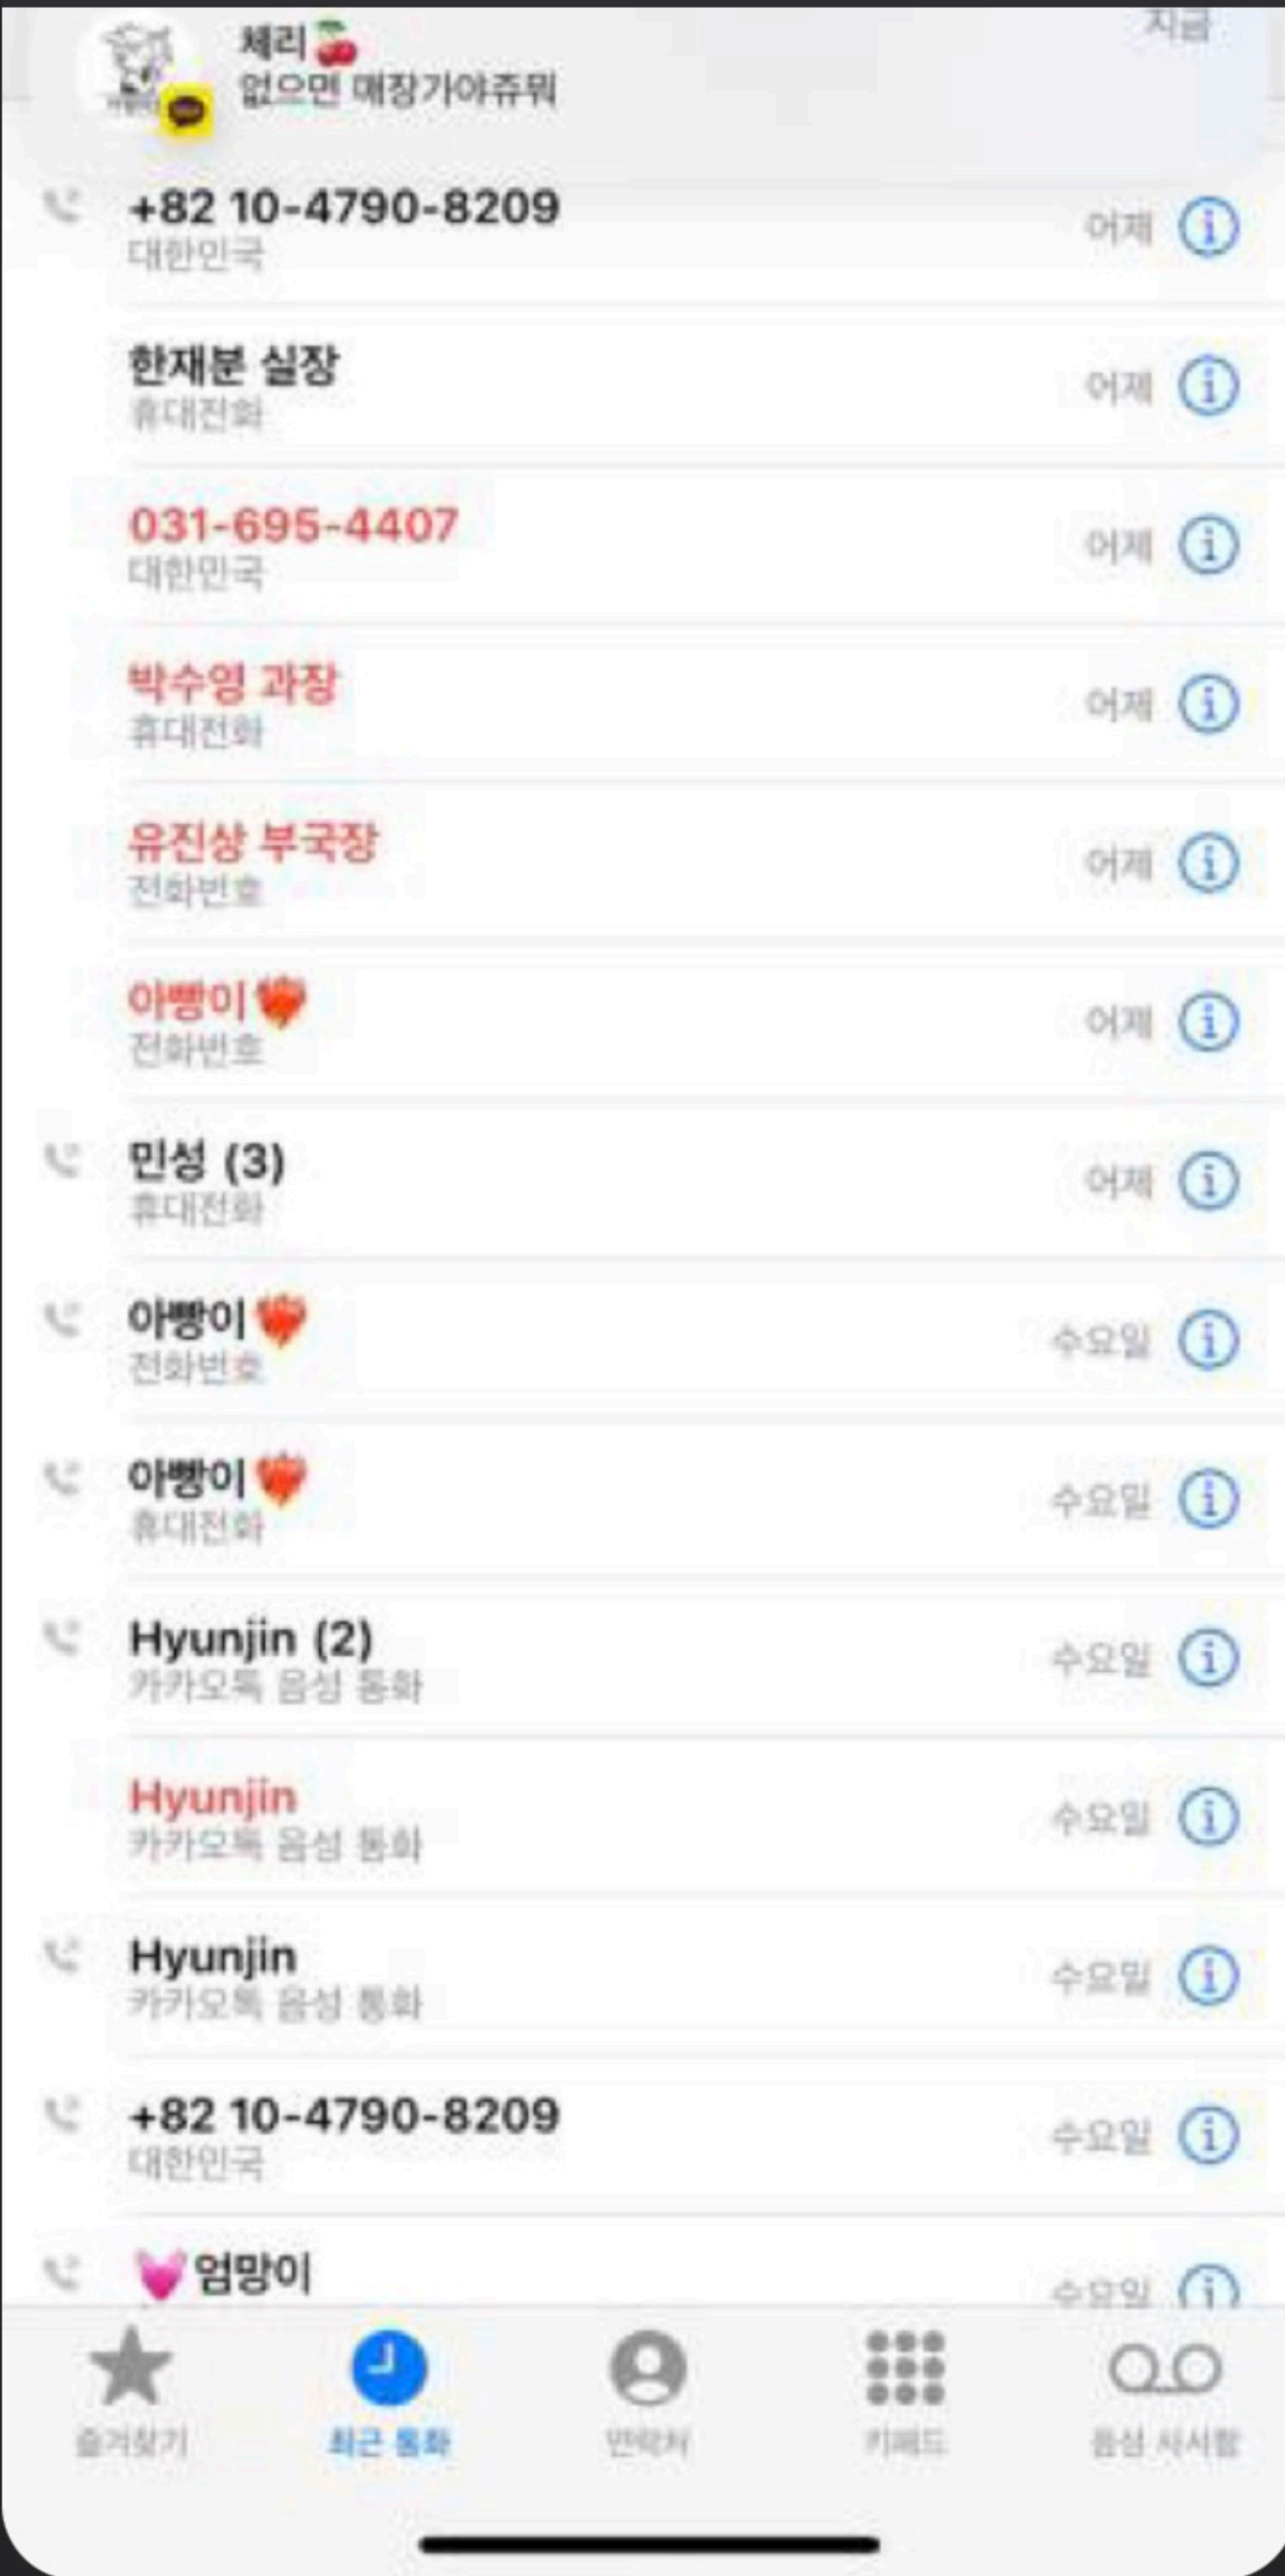 체리🍒
지금
없으면 매장가야쥬뭐
+82 10-4790-8209
대한민국
어제
한재분 실장
휴대전화
어제
031-695-4407
대한민국
어제
박수영 과장
휴대전화
어제
유진상 부국장
전화번호
어제
아빵이❤️‍🔥
전화번호
어제
민성 (3)
휴대전화
어제
아빵이❤️‍🔥
전화번호
수요일
아빵이❤️‍🔥
휴대전화
수요일
Hyunjin (2)
카카오톡 음성 통화
수요일
Hyunjin
카카오톡 음성 통화
수요일
Hyunjin
카카오톡 음성 통화
수요일
+82 10-4790-8209
대한민국
수요일
💓엄망이
수요일
즐겨찾기
최근 통화
연락처
키패드
음성 사서함